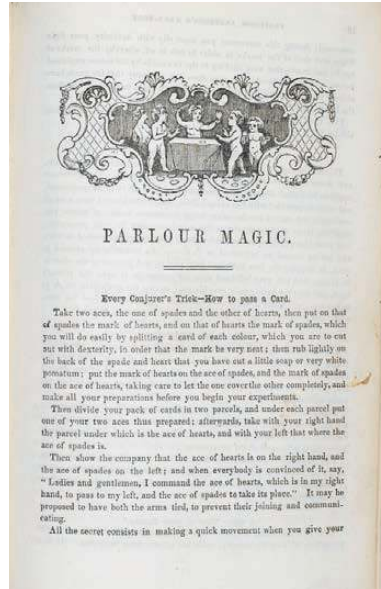 PARLOUR MAGIC.
Every Conjurer's Trick—How to pass a Card.
Take two aces, the one of spades and the other of hearts, then put on that
of spades the mark of hearts, and on that of hearts the mark of spades, which
you will do easily by splitting a card of each colour, which you are to cut
out with dexterity, in order that the mark be very neat; then rub lightly on
the back of the spade and heart that you have cut a little soap or very white
pomatum; put the mark of hearts on the ace of spades, and the mark of spades
on the ace of hearts, taking care to let the one cover the other completely, and
make all your preparations before you begin your experiments.
Then divide your pack of cards in two parcels, and under each parcel put
one of your two aces thus prepared; afterwards, take with your right hand
the parcel under which is the ace of hearts, and with your left that where the
ace of spades is.
Then show the company that the ace of hearts is on the right hand, and
the ace of spades on the left; and when everybody is convinced of it, say,
"Ladies and gentlemen, I command the ace of hearts, which is in my right
hand, to pass to my left, and the ace of spades to take its place." It may be
proposed to have both the arms tied, to prevent their joining and communi-
cating.
All the secret consists in making a quick movement when you give your